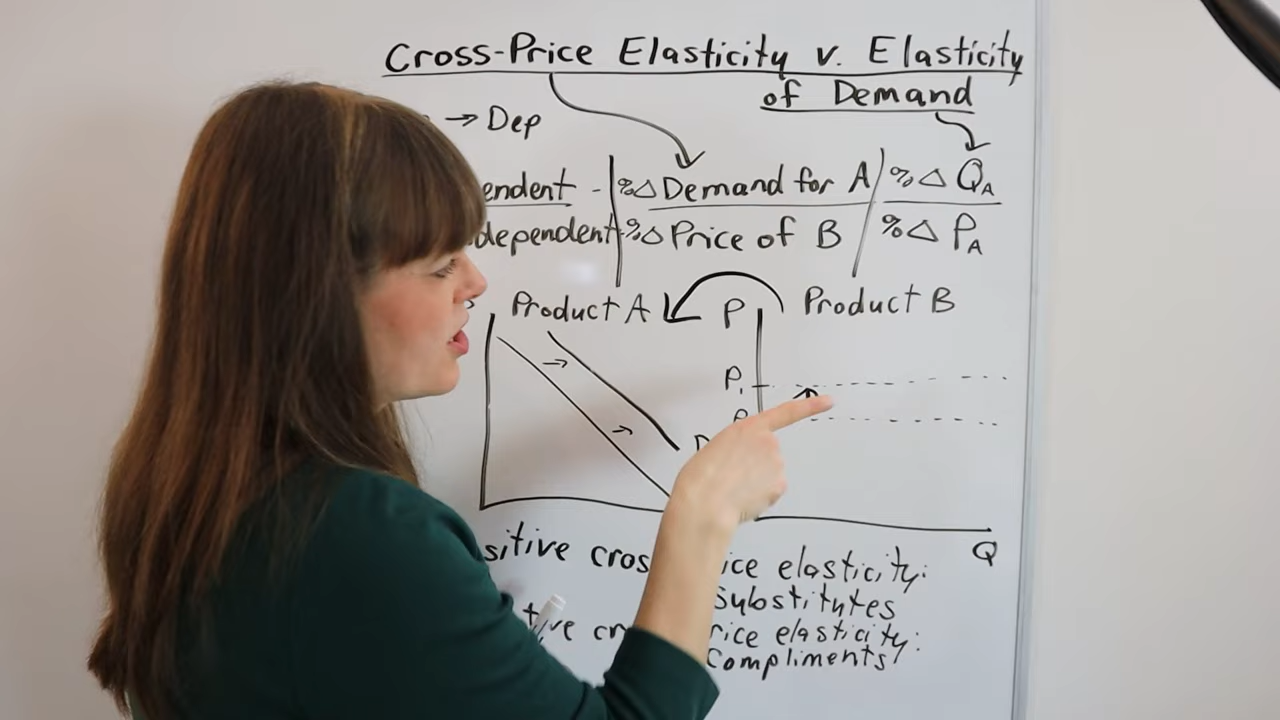 Cross-Price Elasticity v. Elasticity
of Demand
→ Dep
endent - %Δ Demand for A %Δ QA
dependent %Δ Price of B %Δ PA
Product A P Product B
P1
D
Q
sitive cros ice elasticity:
Substitutes
tive cr rice elasticity:
Compliments